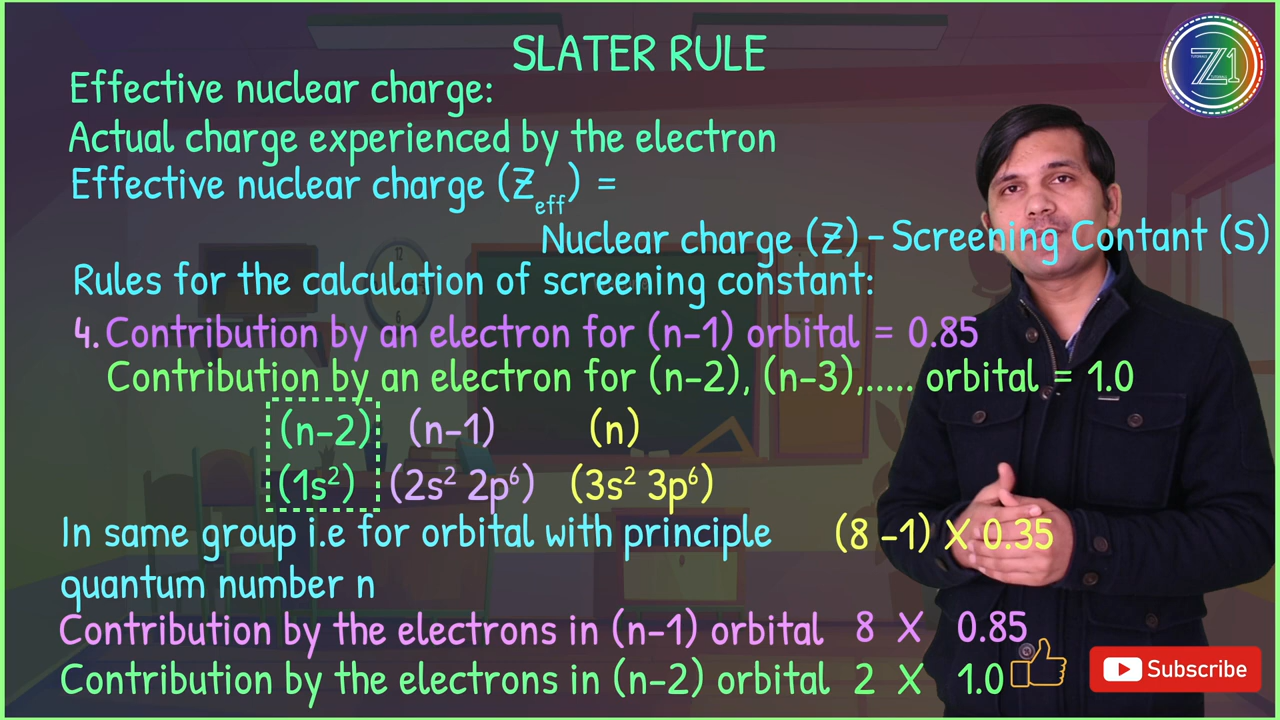 SLATER RULE
Effective nuclear charge:
Actual charge experienced by the electron
Effective nuclear charge (Z_eff) =
Nuclear charge (Z) - Screening Contant (S)
Rules for the calculation of screening constant:
4. Contribution by an electron for (n-1) orbital = 0.85
Contribution by an electron for (n-2), (n-3),..... orbital = 1.0
(n-2) (n-1) (n)
(1s²) (2s² 2p⁶) (3s² 3p⁶)
In same group i.e for orbital with principle (8 -1) X 0.35
quantum number n
Contribution by the electrons in (n-1) orbital 8 X 0.85
Contribution by the electrons in (n-2) orbital 2 X 1.0
Subscribe